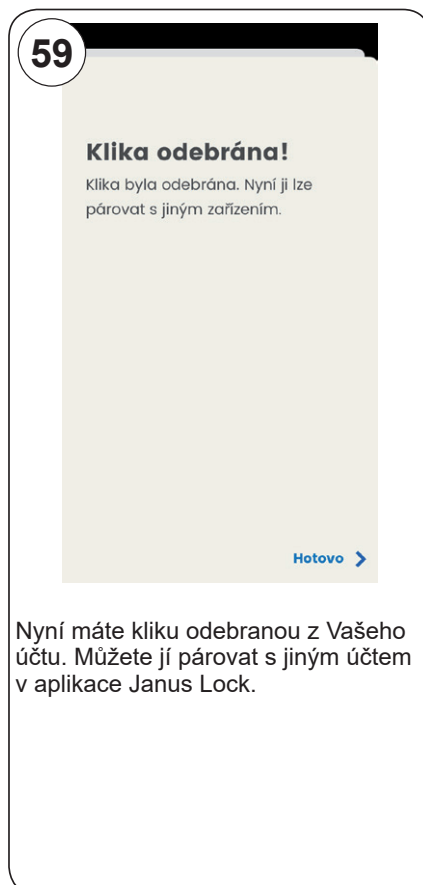 59
Klika odebrána!
Klika byla odebrána. Nyní ji lze
párovat s jiným zařízením.
Hotovo
Nyní máte kliku odebranou z Vašeho
účtu. Můžete jí párovat s jiným účtem
v aplikace Janus Lock.